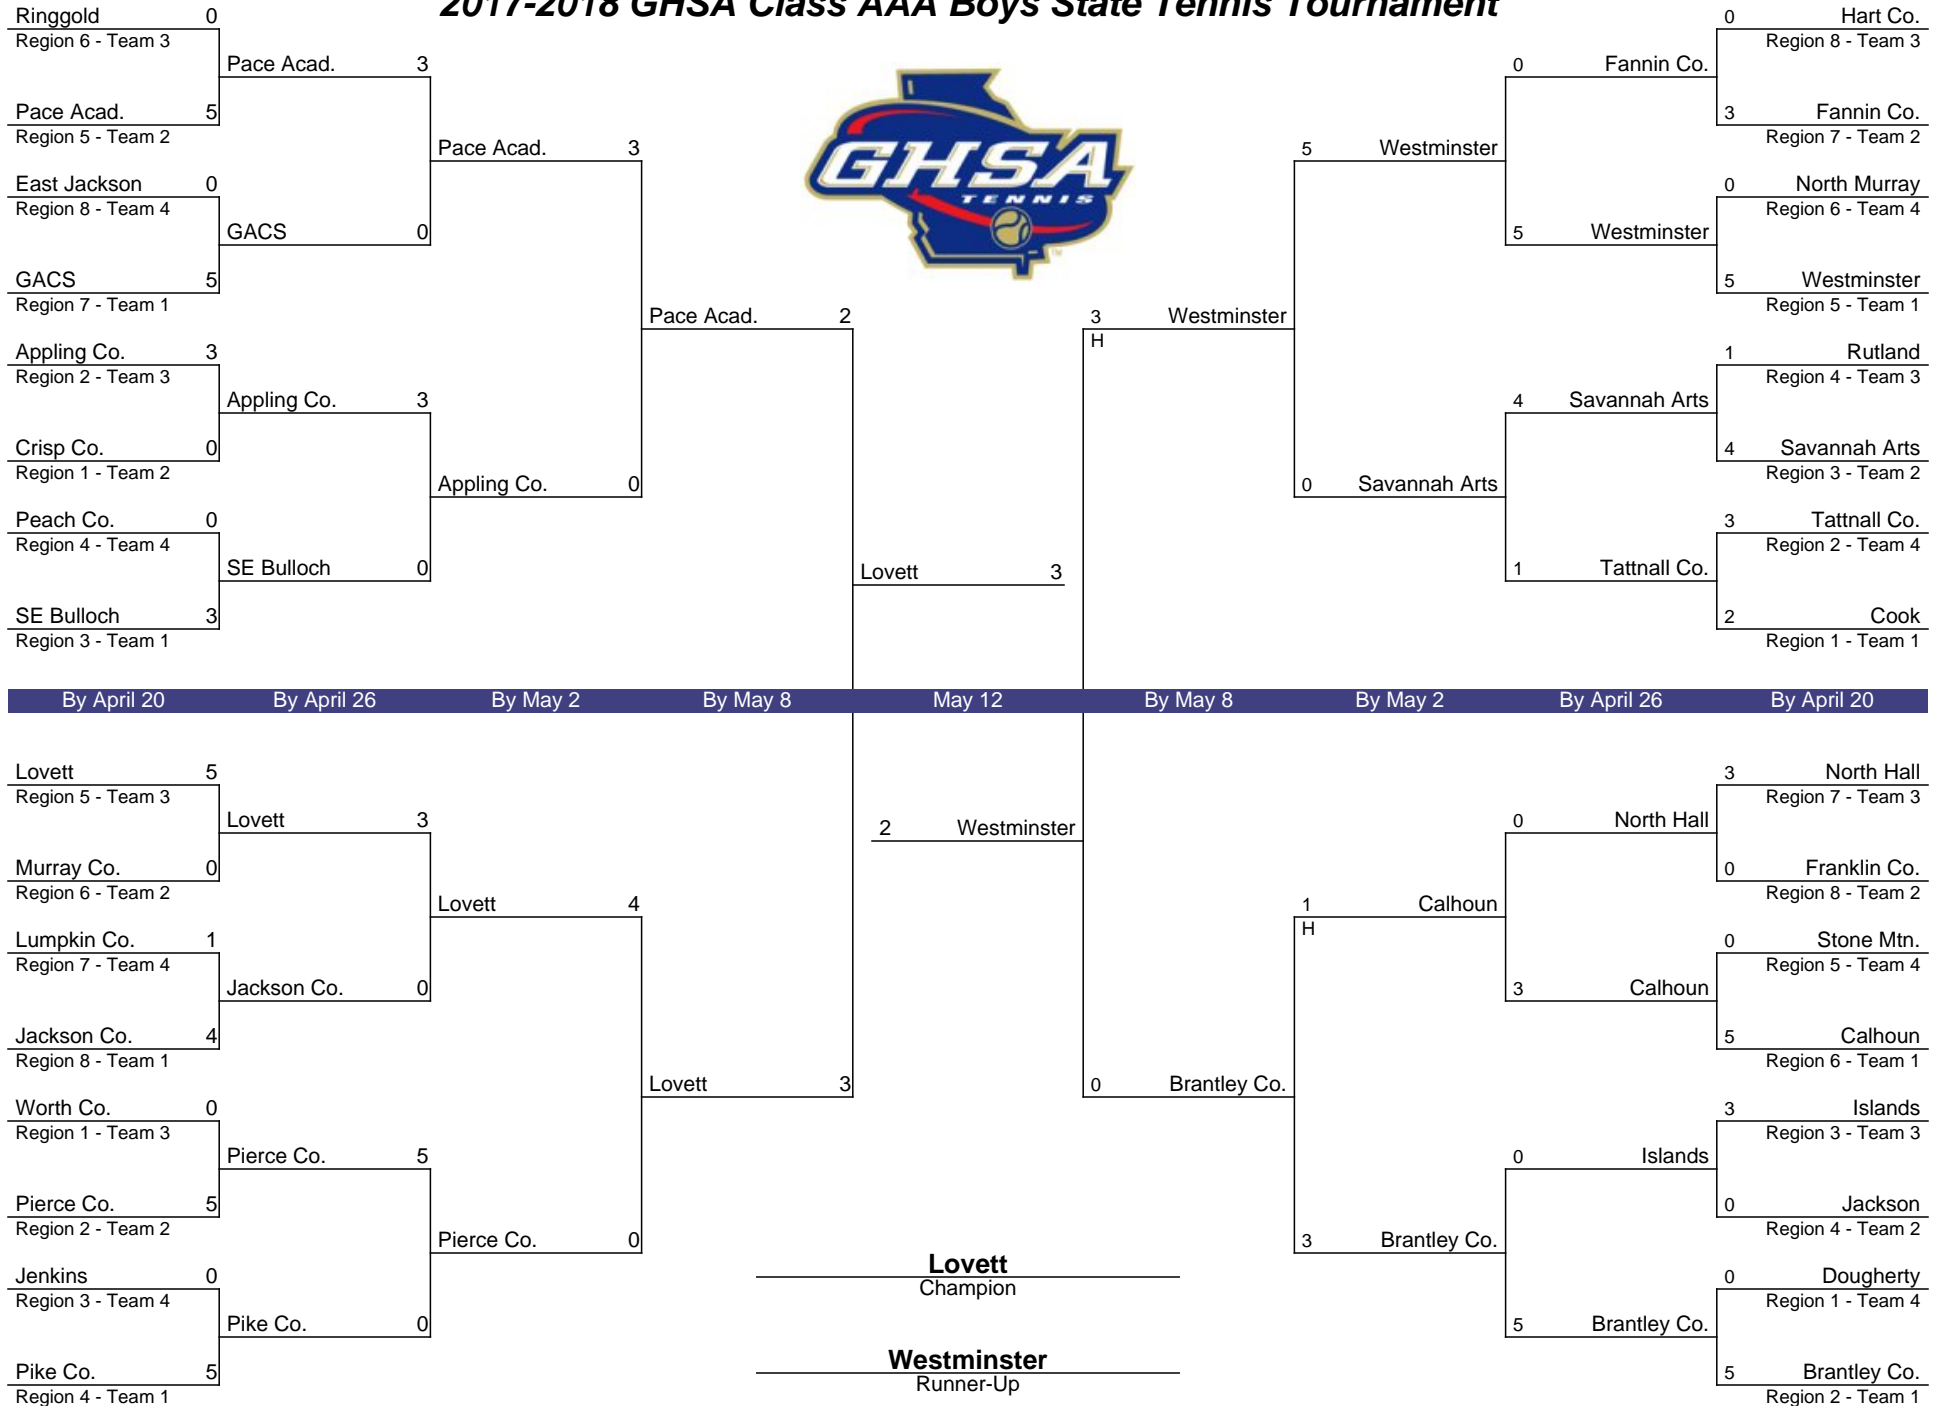 2017-2018 GHSA Class AAA Boys State Tennis Tournament
Ringgold 0
Region 6 - Team 3
Pace Acad. 5
Region 5 - Team 2
East Jackson 0
Region 8 - Team 4
GACS 5
Region 7 - Team 1
Appling Co. 3
Region 2 - Team 3
Crisp Co. 0
Region 1 - Team 2
Peach Co. 0
Region 4 - Team 4
SE Bulloch 3
Region 3 - Team 1
Pace Acad. 3
GACS 0
Appling Co. 3
SE Bulloch 0
Pace Acad. 3
Appling Co. 0
Pace Acad. 2
GHSA
TENNIS
TM
Lovett 3
3 Westminster
H
5 Westminster
0 Savannah Arts
0 Fannin Co.
5 Westminster
4 Savannah Arts
1 Tattnall Co.
0 Hart Co.
Region 8 - Team 3
3 Fannin Co.
Region 7 - Team 2
0 North Murray
Region 6 - Team 4
5 Westminster
Region 5 - Team 1
1 Rutland
Region 4 - Team 3
4 Savannah Arts
Region 3 - Team 2
3 Tattnall Co.
Region 2 - Team 4
2 Cook
Region 1 - Team 1
By April 20 By April 26 By May 2 By May 8 May 12 By May 8 By May 2 By April 26 By April 20
Lovett 5
Region 5 - Team 3
Murray Co. 0
Region 6 - Team 2
Lumpkin Co. 1
Region 7 - Team 4
Jackson Co. 4
Region 8 - Team 1
Worth Co. 0
Region 1 - Team 3
Pierce Co. 5
Region 2 - Team 2
Jenkins 0
Region 3 - Team 4
Pike Co. 5
Region 4 - Team 1
Lovett 3
Jackson Co. 0
Pierce Co. 5
Pike Co. 0
Lovett 4
Pierce Co. 0
Lovett 3
2 Westminster
0 Brantley Co.
1 Calhoun
H
3 Brantley Co.
0 North Hall
3 Calhoun
0 Islands
5 Brantley Co.
3 North Hall
Region 7 - Team 3
0 Franklin Co.
Region 8 - Team 2
0 Stone Mtn.
Region 5 - Team 4
5 Calhoun
Region 6 - Team 1
3 Islands
Region 3 - Team 3
0 Jackson
Region 4 - Team 2
0 Dougherty
Region 1 - Team 4
5 Brantley Co.
Region 2 - Team 1
Lovett
Champion
Westminster
Runner-Up